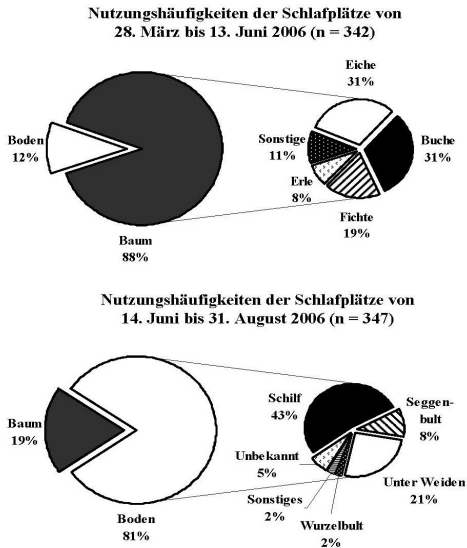 Nutzungshäufigkeiten der Schlafplätze von
28. März bis 13. Juni 2006 (n = 342)
Eiche
31%
Boden
12%
Sonstige
11%
Buche
31%
Erle
8%
Fichte
19%
Baum
88%
Nutzungshäufigkeiten der Schlafplätze von
14. Juni bis 31. August 2006 (n = 347)
Schilf
43%
Seggen-
bult
8%
Baum
19%
Unbekannt
5%
Unter Weiden
21%
Sonstiges
2%
Wurzelbult
2%
Boden
81%